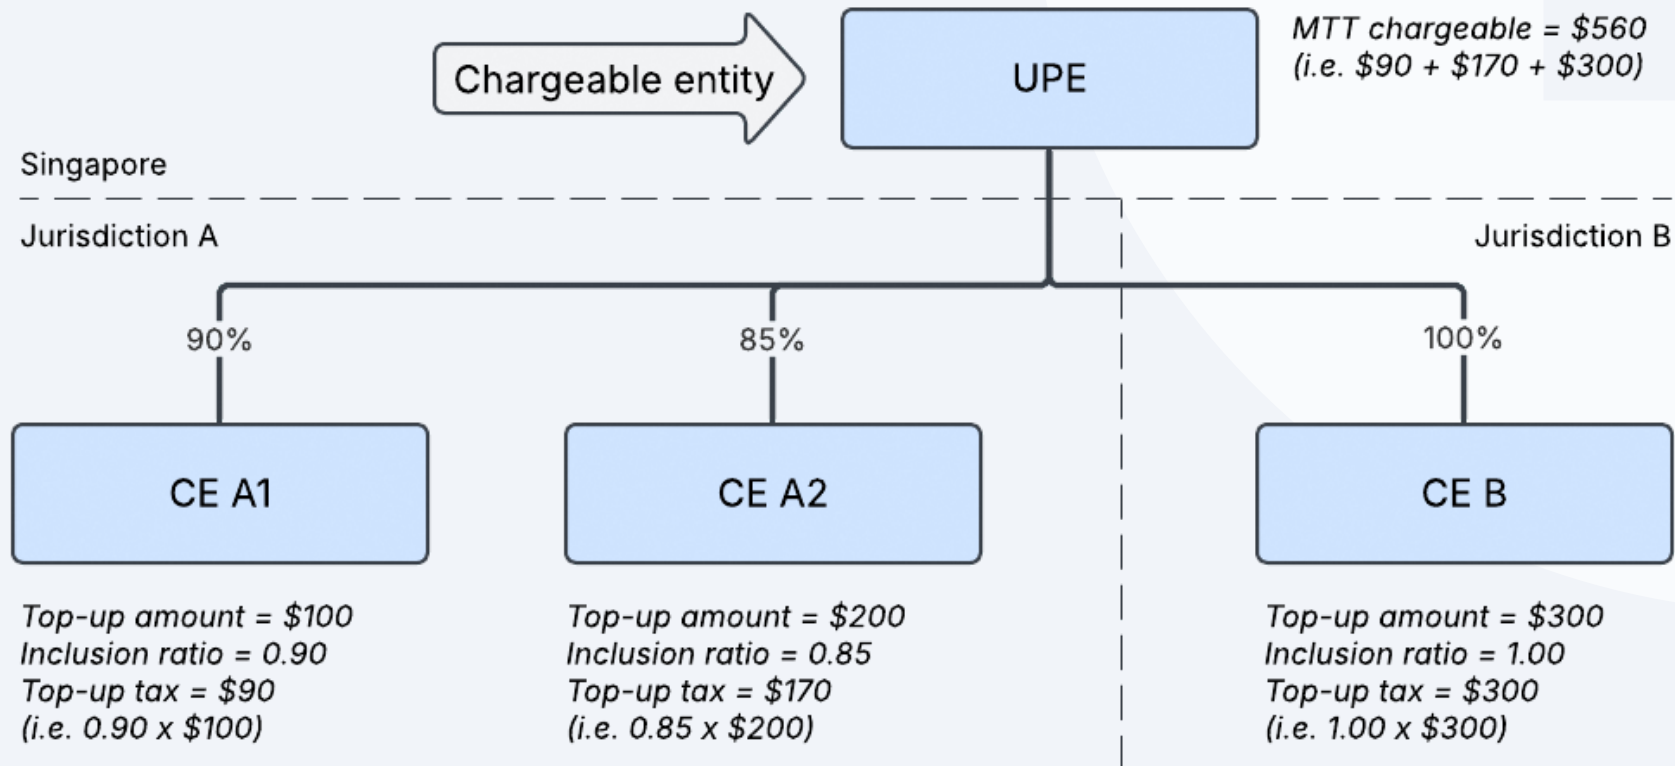 Chargeable entity
UPE
MTT chargeable = $560
(i.e. $90 + $170 + $300)
Singapore
Jurisdiction A
Jurisdiction B
90%
85%
100%
CE A1
CE A2
CE B
Top-up amount = $100
Inclusion ratio = 0.90
Top-up tax = $90
(i.e. 0.90 x $100)
Top-up amount = $200
Inclusion ratio = 0.85
Top-up tax = $170
(i.e. 0.85 x $200)
Top-up amount = $300
Inclusion ratio = 1.00
Top-up tax = $300
(i.e. 1.00 x $300)